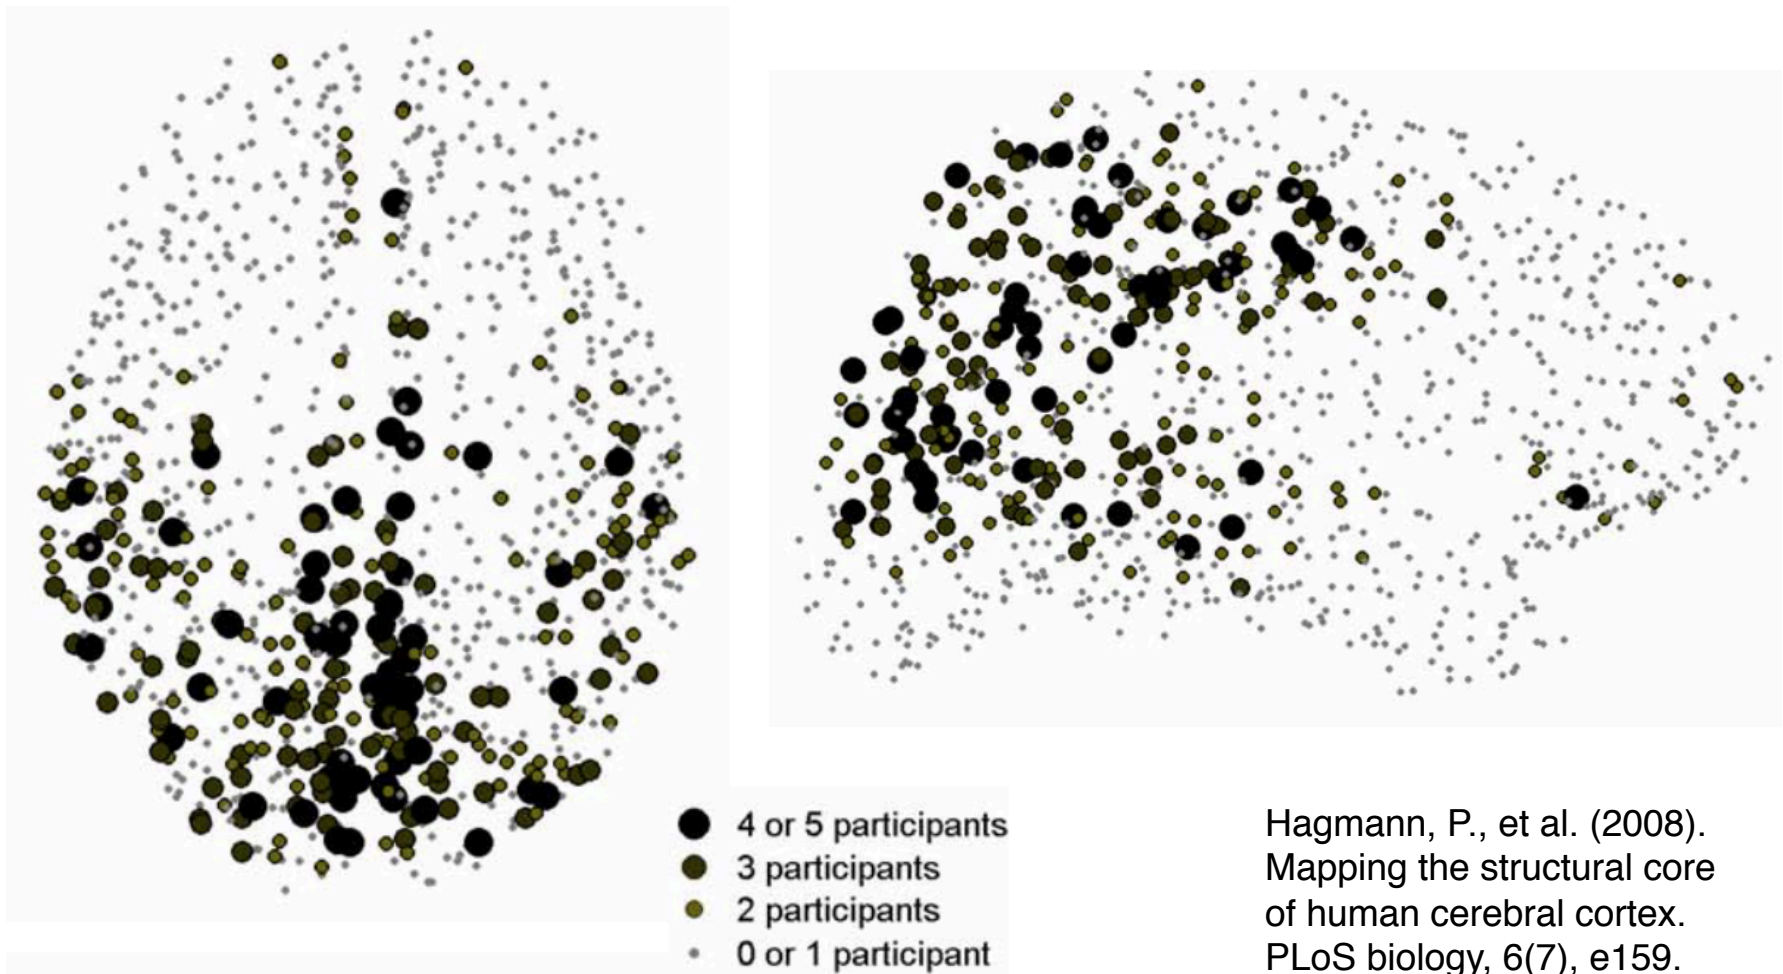 4 or 5 participants
3 participants
2 participants
0 or 1 participant
Hagmann, P., et al. (2008).
Mapping the structural core
of human cerebral cortex.
PLoS biology, 6(7), e159.